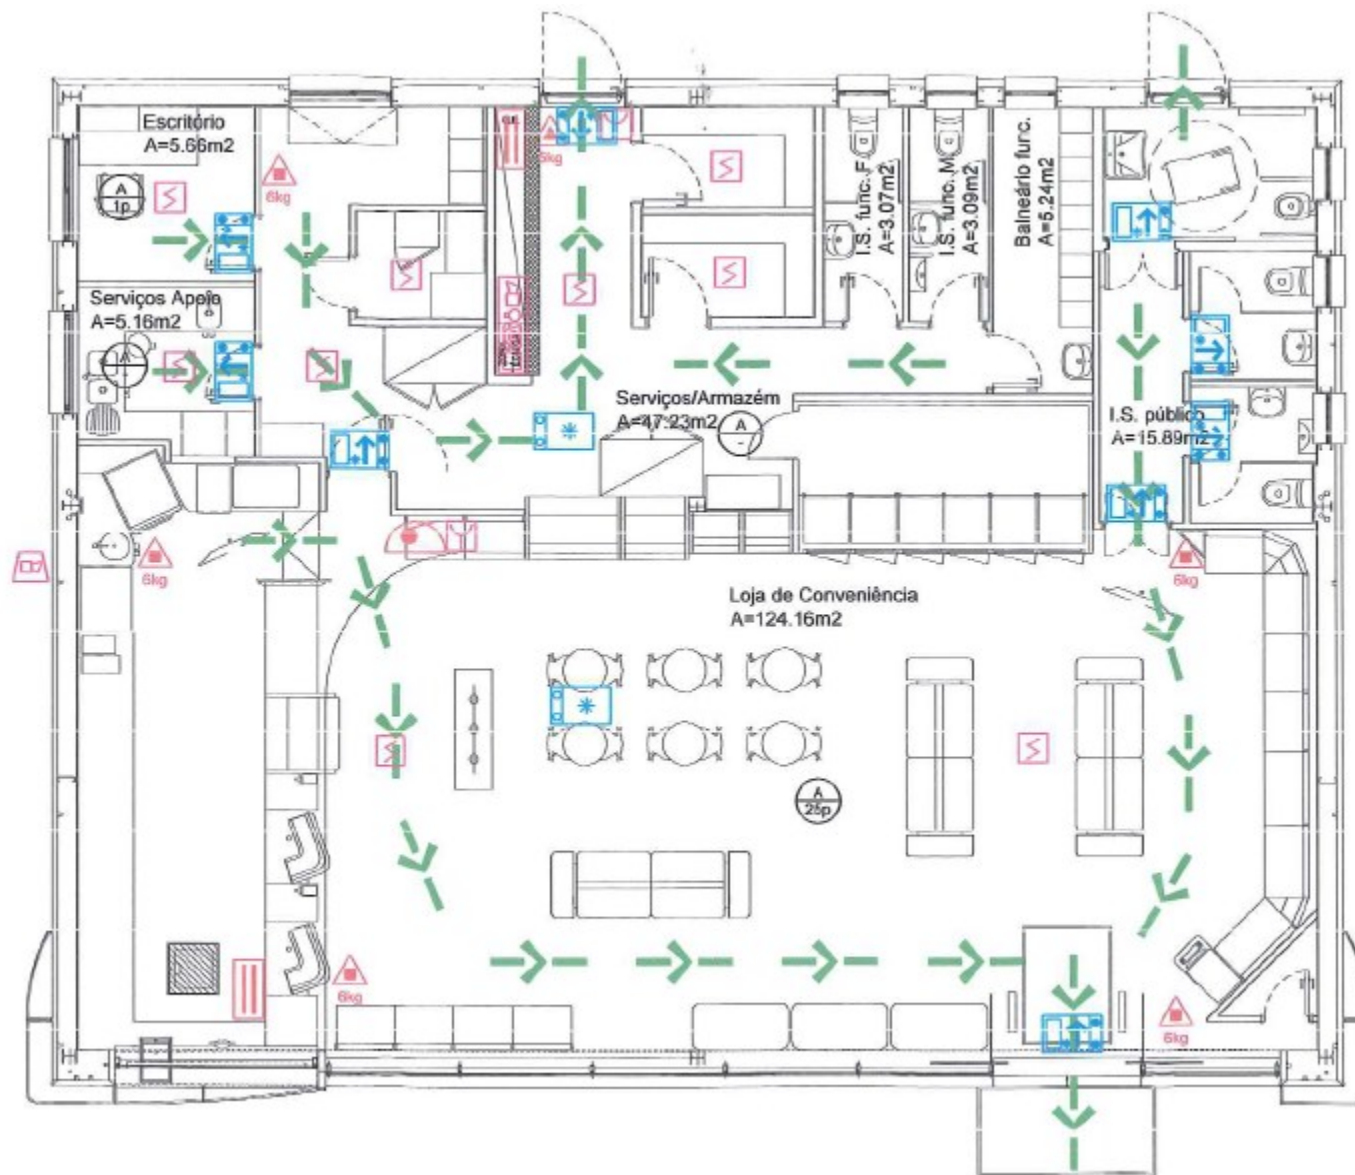 Escritório
A=5.66m2
A
1p
6kg
6kg
Serviços Apoio
A=5.16m2
A
I.S. func. F
A=3.07m2
I.S. func. M
A=3.09m2
Balneário func.
A=5.24m2
Serviços/Armazém
A=47.23m2
A
-
I.S. público
A=15.89m2
6kg
6kg
Loja de Conveniência
A=124.16m2
A
25p
6kg
6kg